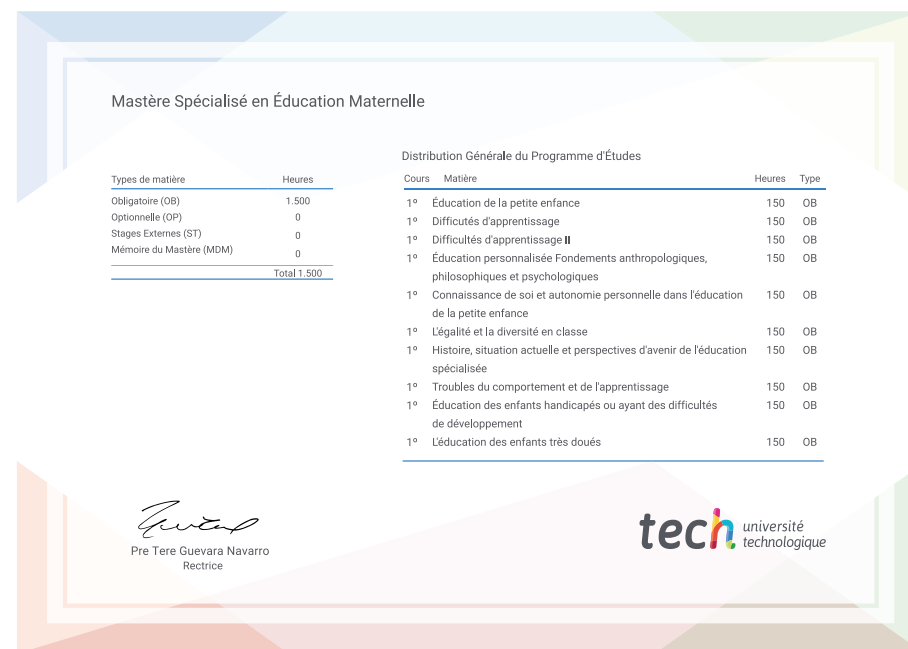 Mastère Spécialisé en Éducation Maternelle
Types de matière Heures
Obligatoire (OB) 1.500
Optionnelle (OP) 0
Stages Externes (ST) 0
Mémoire du Mastère (MDM) 0
Total 1.500
Distribution Générale du Programme d'Études
Cours Matière Heures Type
1º Éducation de la petite enfance 150 OB
1º Difficutés d'apprentissage 150 OB
1º Difficultés d'apprentissage II 150 OB
1º Éducation personnalisée Fondements anthropologiques, 150 OB
philosophiques et psychologiques
1º Connaissance de soi et autonomie personnelle dans l'éducation 150 OB
de la petite enfance
1º L'égalité et la diversité en classe 150 OB
1º Histoire, situation actuelle et perspectives d'avenir de l'éducation 150 OB
spécialisée
1º Troubles du comportement et de l'apprentissage 150 OB
1º Éducation des enfants handicapés ou ayant des difficultés 150 OB
de développement
1º L'éducation des enfants très doués 150 OB
Pre Tere Guevara Navarro
Rectrice
tech université
technologique